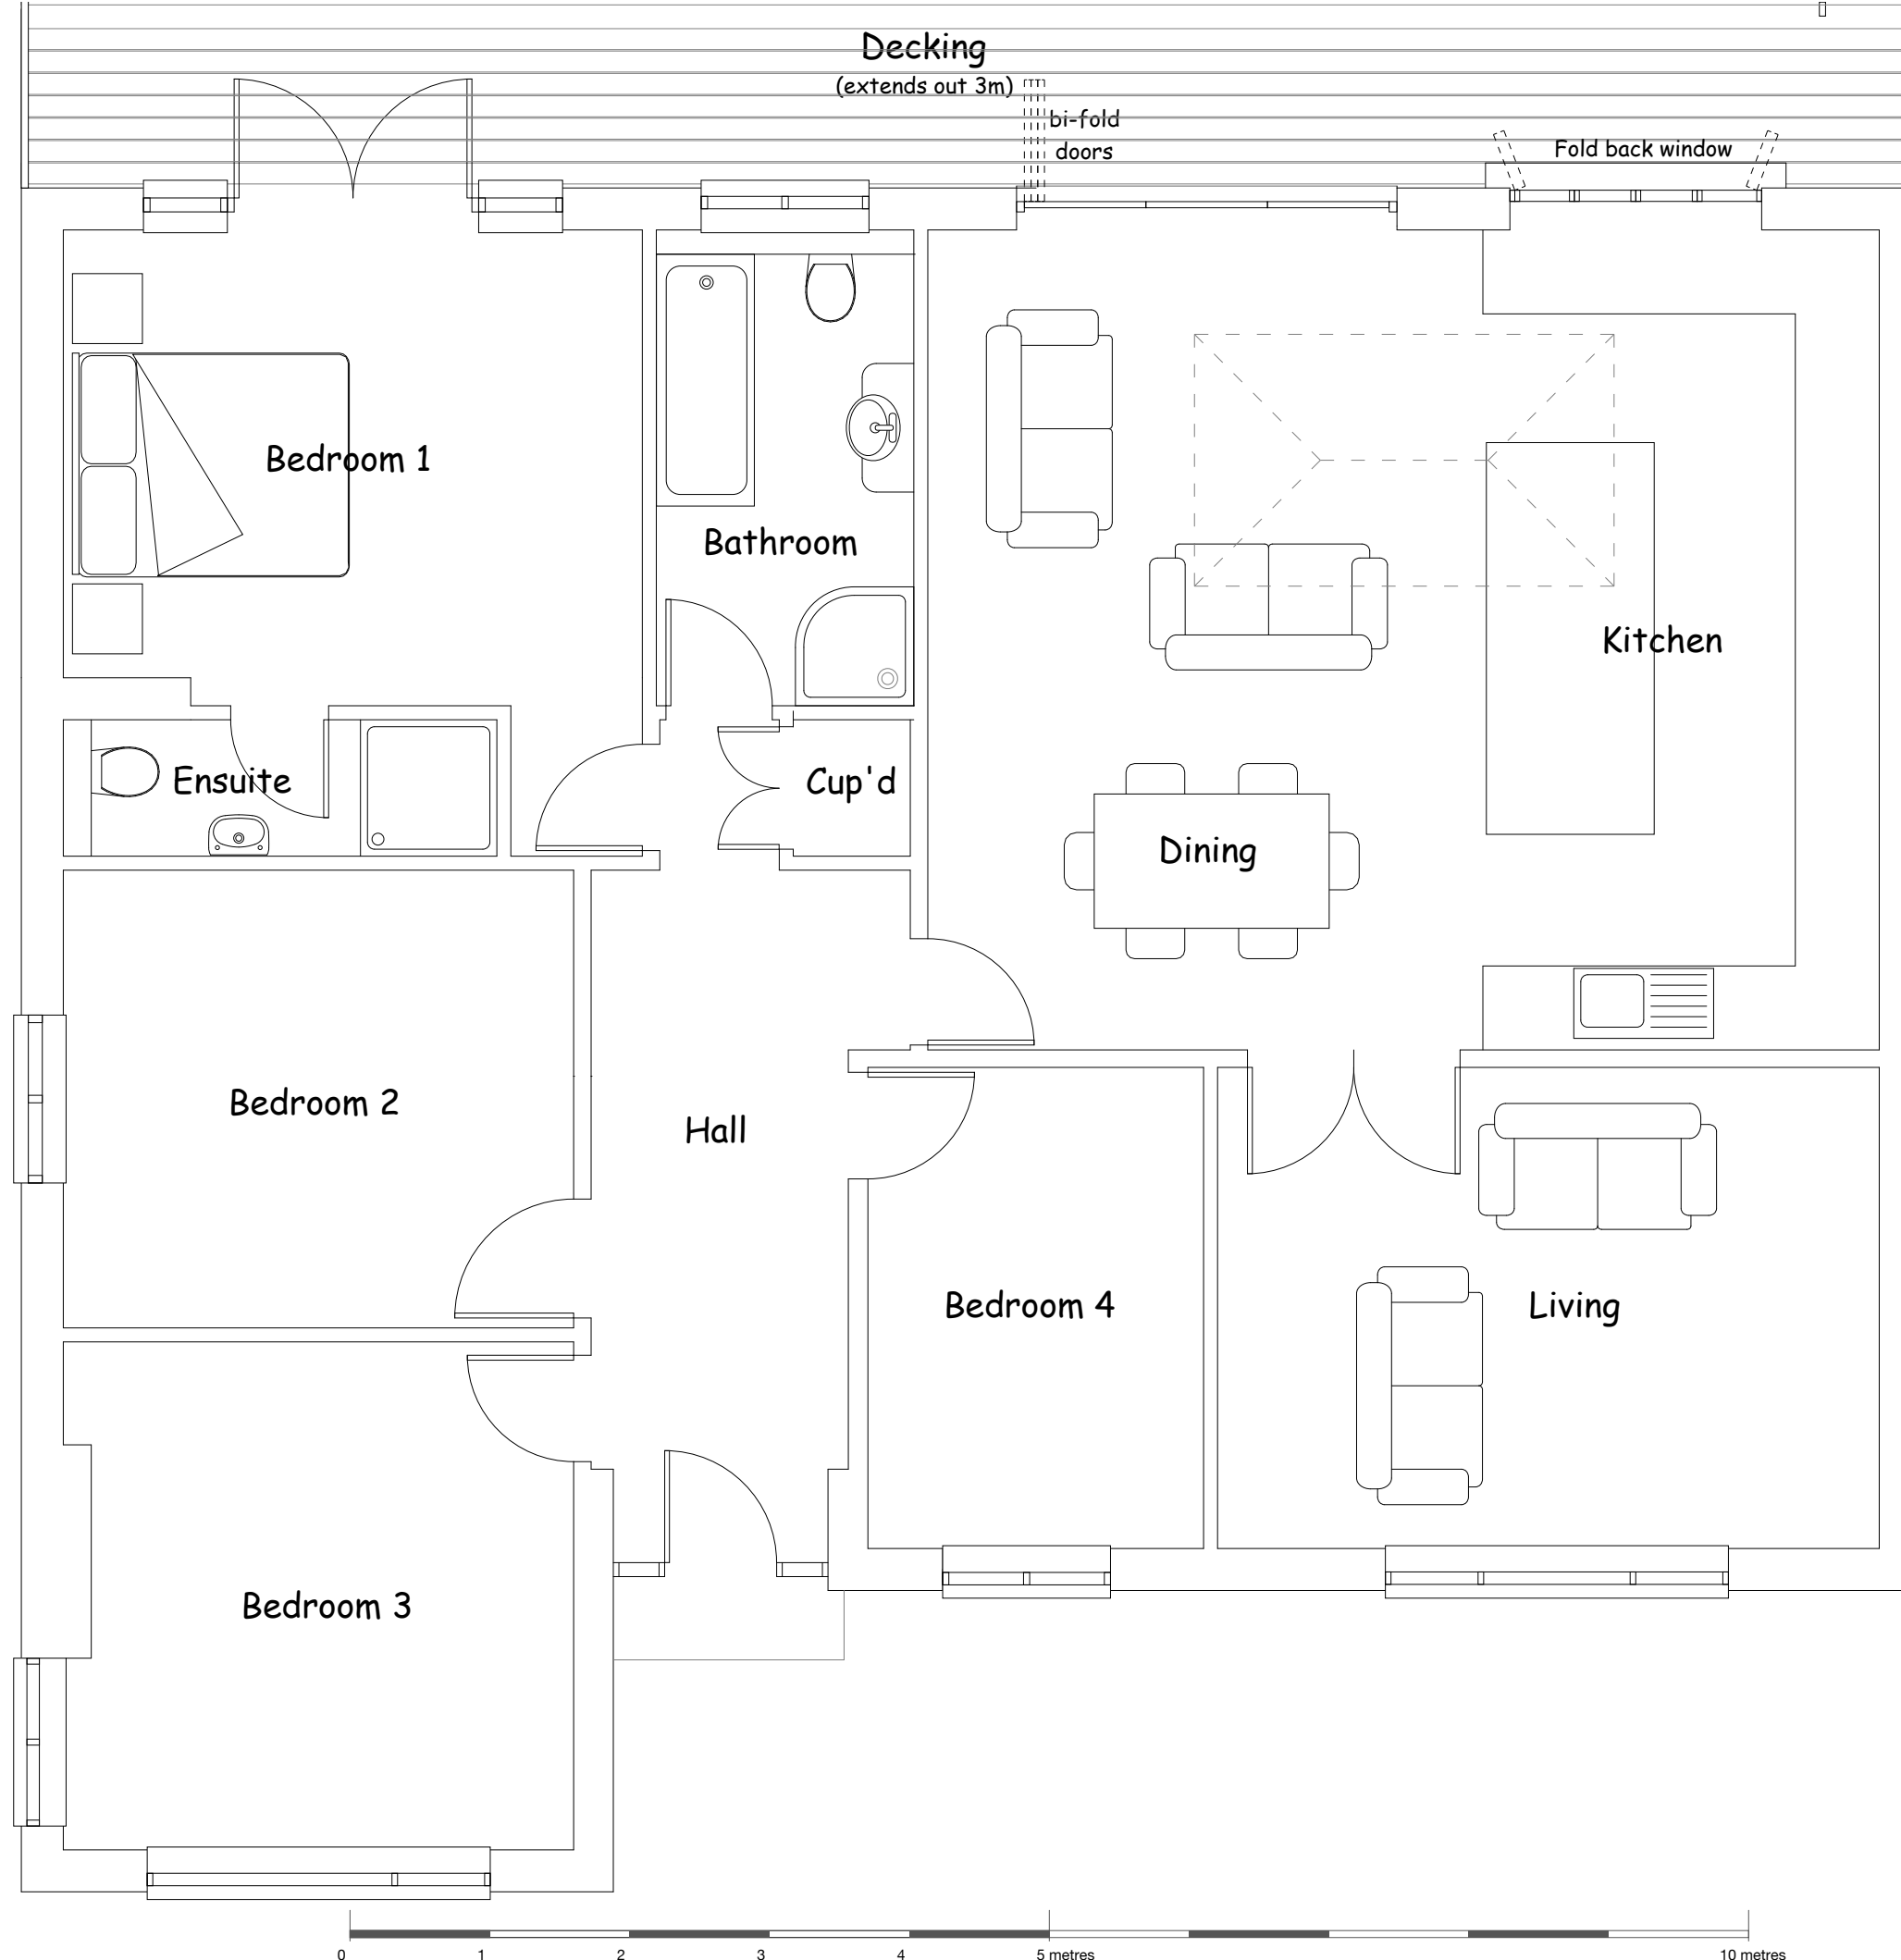 Decking
(extends out 3m)
bi-fold
doors
Fold back window
Bedroom 1
Bathroom
Kitchen
Ensuite
Cup'd
Dining
Bedroom 2
Hall
Bedroom 4
Living
Bedroom 3
0 1 2 3 4 5 metres 10 metres